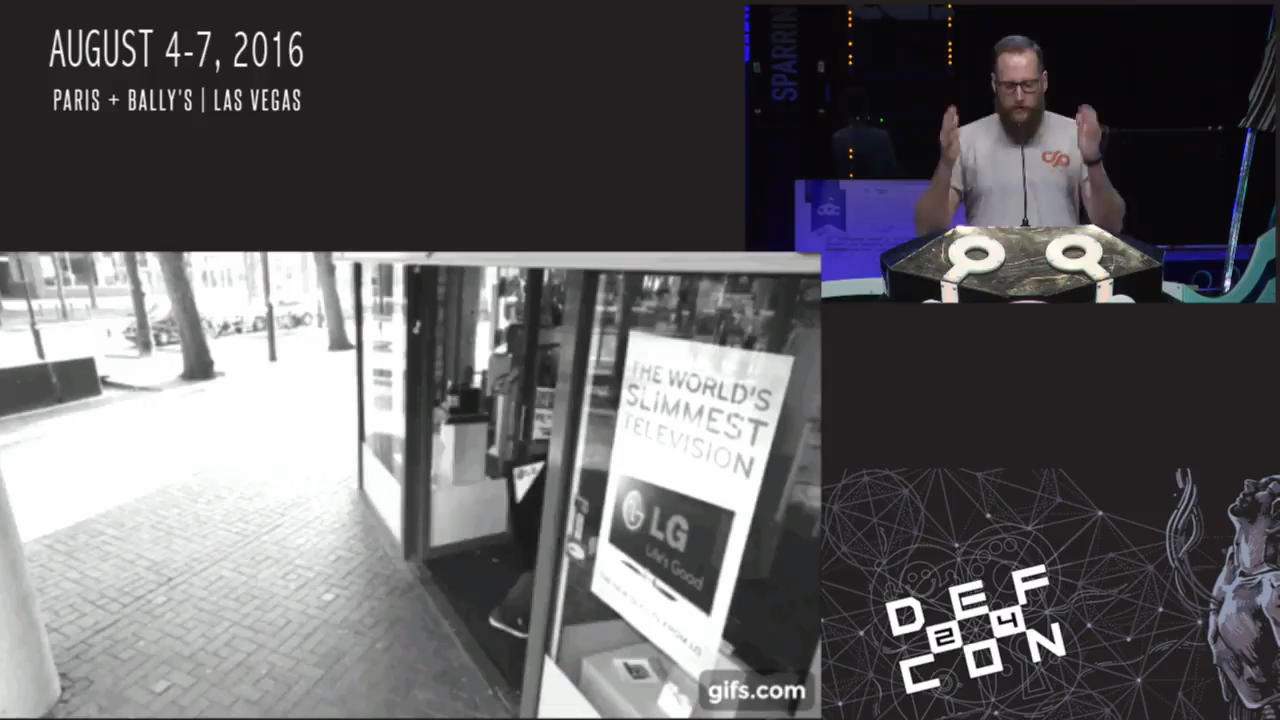 AUGUST 4-7, 2016
PARIS + BALLY'S | LAS VEGAS
SPARRIN
THE WORLD'S
SLIMMEST
TELEVISION
LG
Life's Good
gifs.com
DEF
24
CON